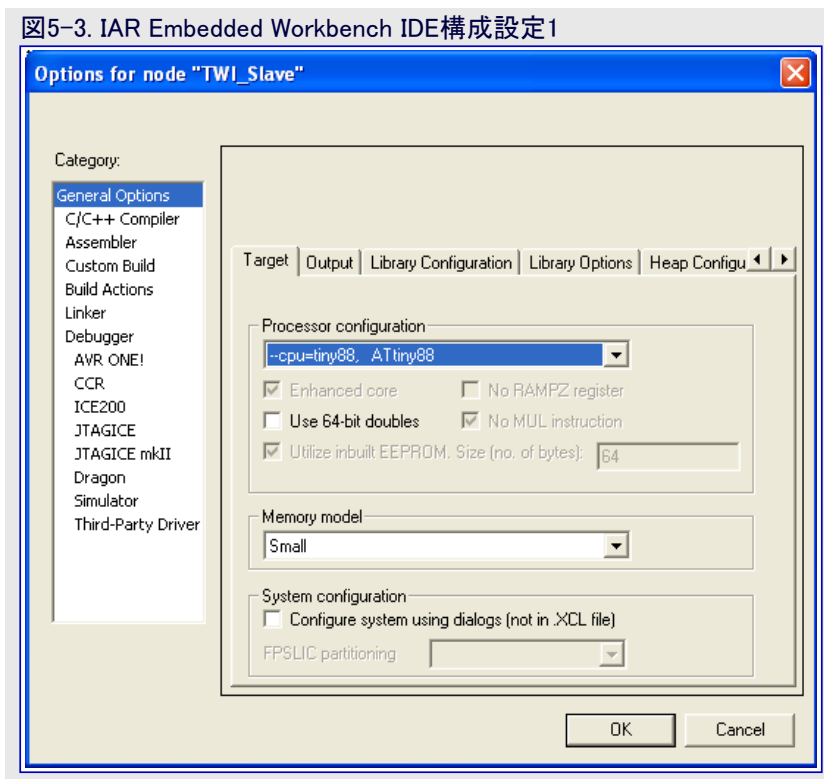 図5-3. IAR Embedded Workbench IDE構成設定1
Options for node "TWI_Slave"
Category:
General Options
C/C++ Compiler
Assembler
Custom Build
Build Actions
Linker
Debugger
AVR ONE!
CCR
ICE200
JTAGICE
JTAGICE mkII
Dragon
Simulator
Third-Party Driver
Target Output Library Configuration Library Options Heap Configu
Processor configuration
--cpu=tiny88, ATtiny88
Enhanced core No RAMPZ register
Use 64-bit doubles No MUL instruction
Utilize inbuilt EEPROM. Size (no. of bytes): 64
Memory model
Small
System configuration
Configure system using dialogs (not in .XCL file)
FPSLIC partitioning
OK Cancel